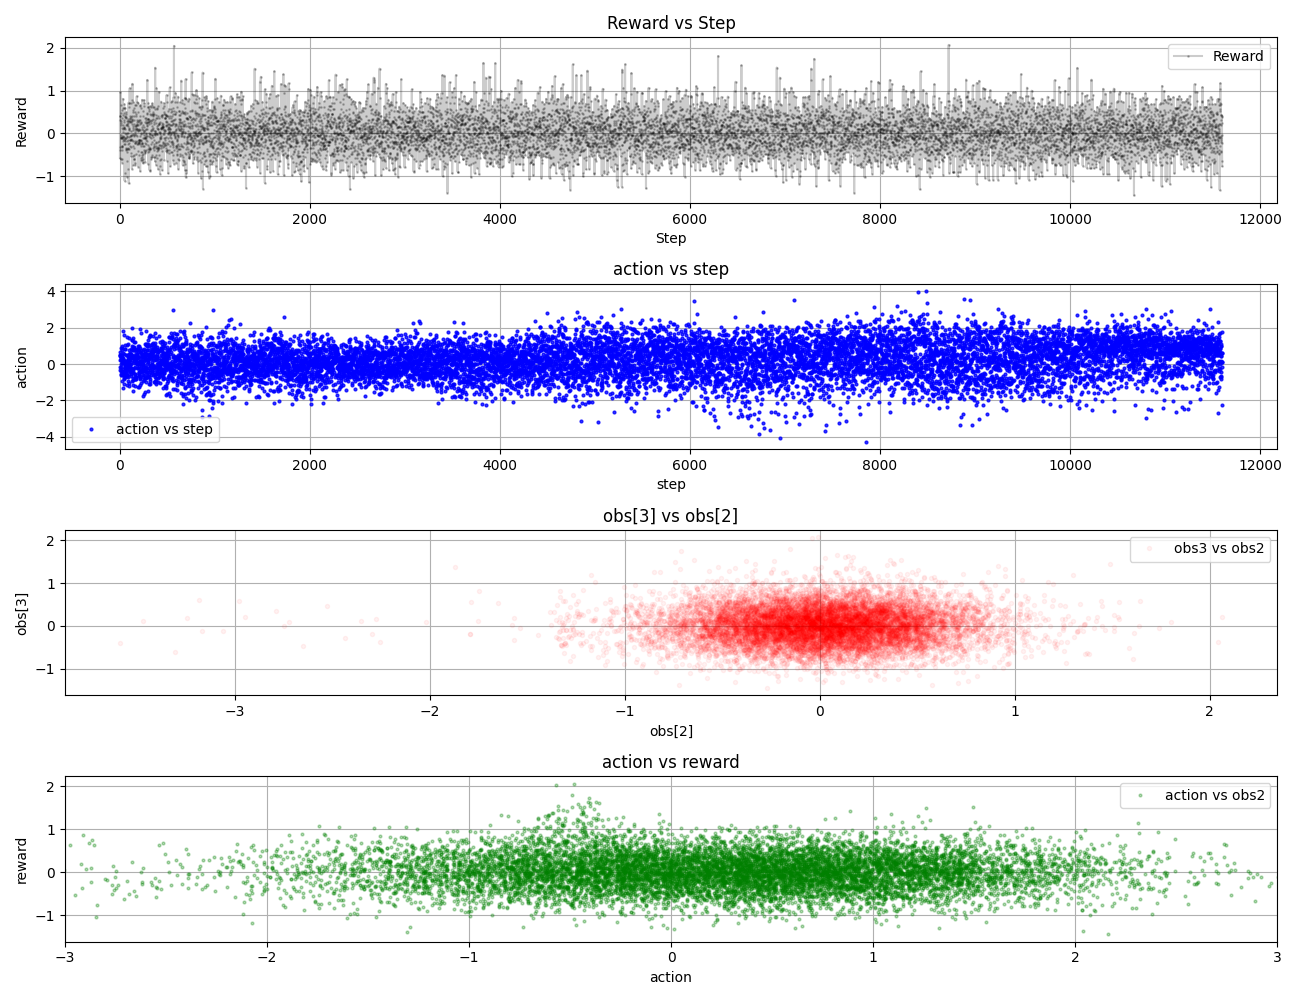 Reward vs Step
Reward
2
1
0
−1
Reward
0
2000
4000
6000
8000
10000
12000
Step
action vs step
action
4
2
0
−2
−4
action vs step
0
2000
4000
6000
8000
10000
12000
step
obs[3] vs obs[2]
obs[3]
2
1
0
−1
obs3 vs obs2
−3
−2
−1
0
1
2
obs[2]
action vs reward
reward
2
1
0
−1
action vs obs2
−3
−2
−1
0
1
2
3
action